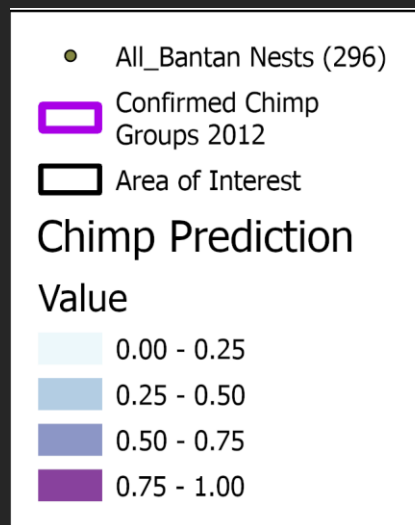 All_Bantan Nests (296)
Confirmed Chimp
Groups 2012
Area of Interest
Chimp Prediction
Value
0.00 - 0.25
0.25 - 0.50
0.50 - 0.75
0.75 - 1.00